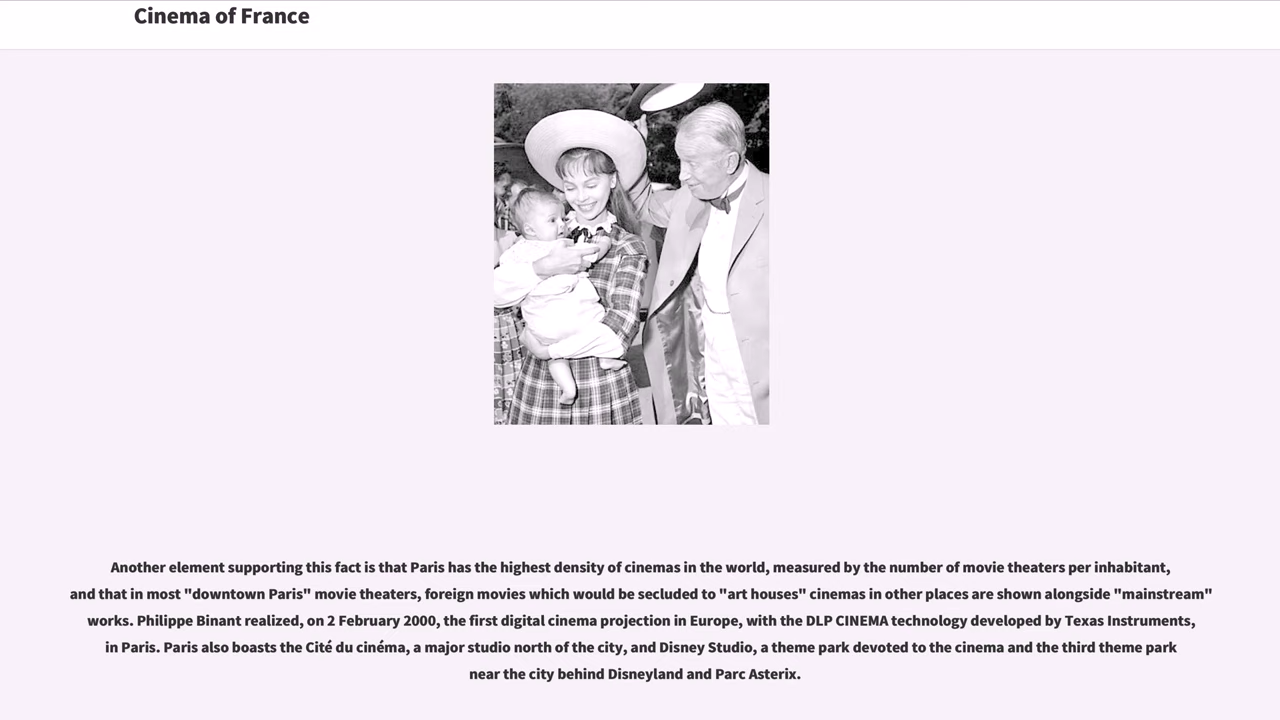 Cinema of France
Another element supporting this fact is that Paris has the highest density of cinemas in the world, measured by the number of movie theaters per inhabitant,
and that in most "downtown Paris" movie theaters, foreign movies which would be secluded to "art houses" cinemas in other places are shown alongside "mainstream"
works. Philippe Binant realized, on 2 February 2000, the first digital cinema projection in Europe, with the DLP CINEMA technology developed by Texas Instruments,
in Paris. Paris also boasts the Cité du cinéma, a major studio north of the city, and Disney Studio, a theme park devoted to the cinema and the third theme park
near the city behind Disneyland and Parc Asterix.